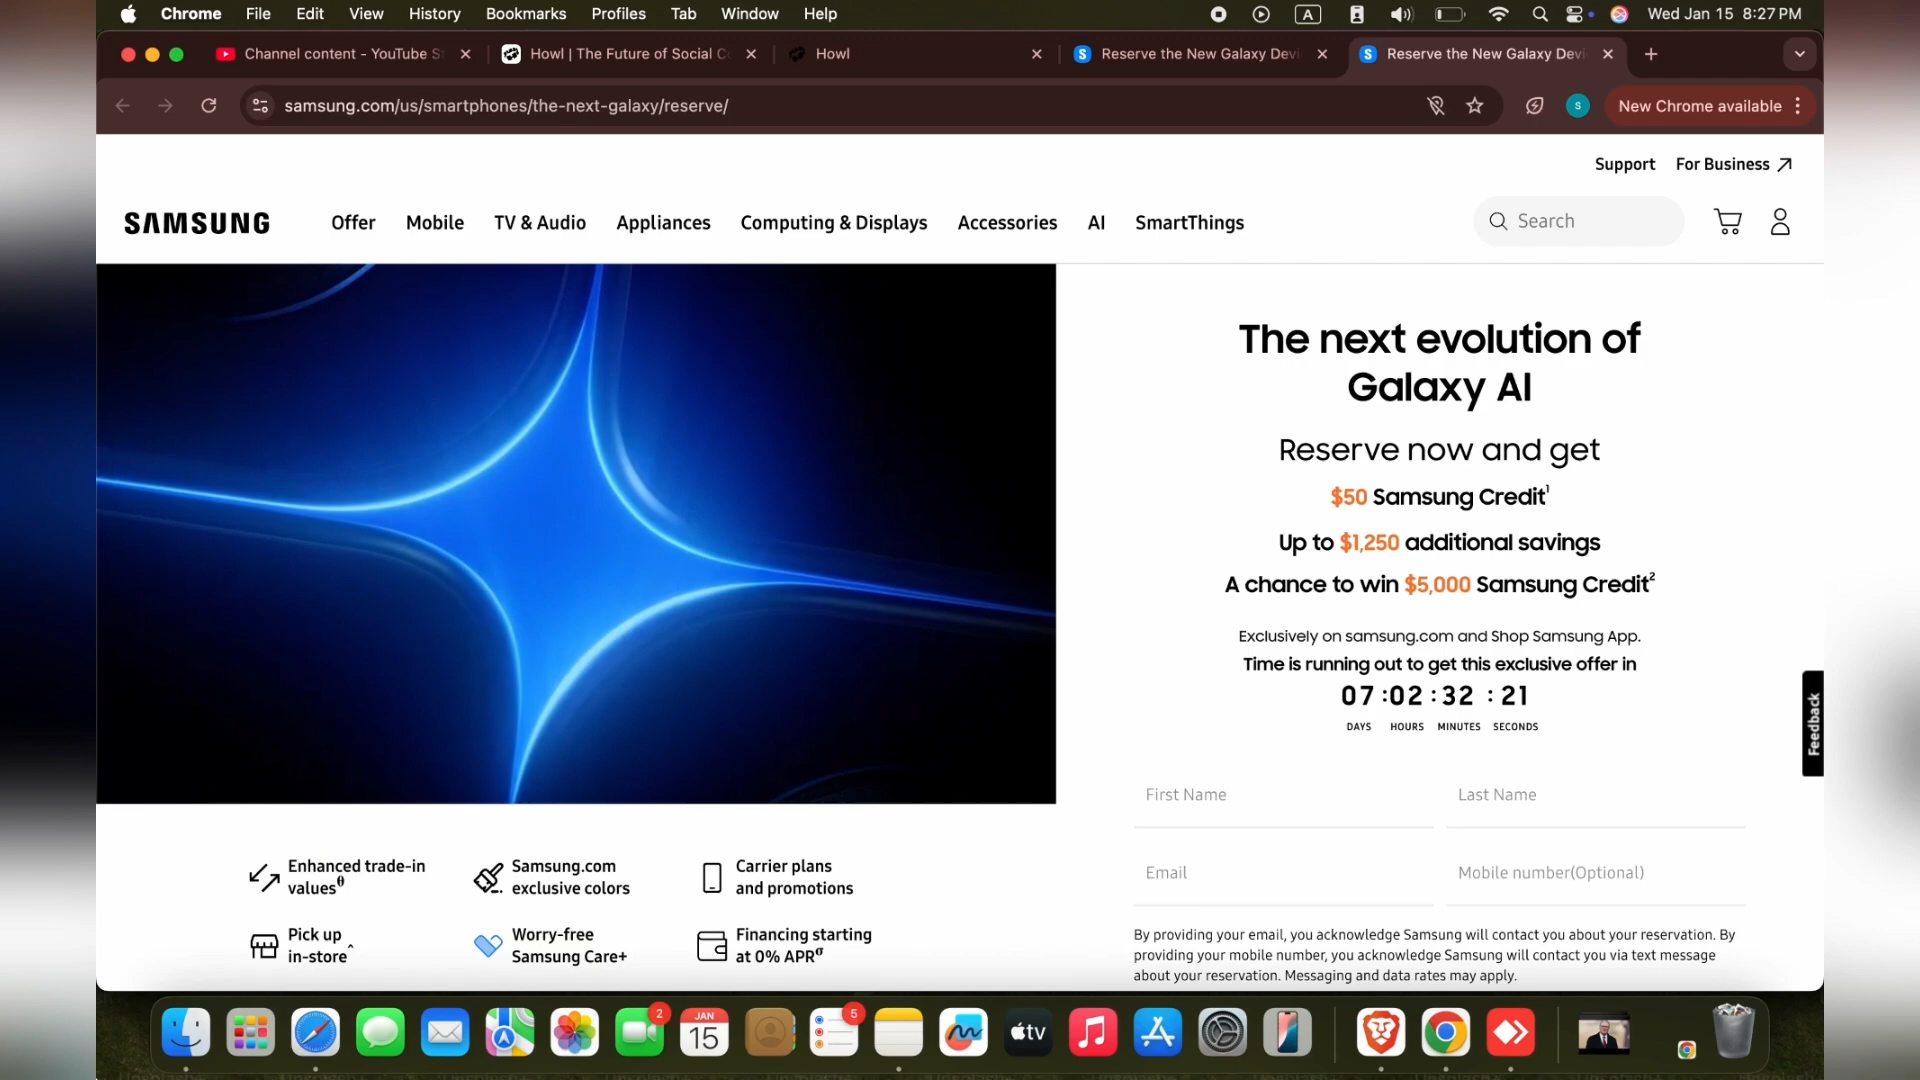 Chrome File Edit View History Bookmarks Profiles Tab Window Help
A
Wed Jan 15 8:27 PM
Channel content - YouTube S
Howl | The Future of Social C
Howl
S Reserve the New Galaxy Devi
S Reserve the New Galaxy Devi
samsung.com/us/smartphones/the-next-galaxy/reserve/
S
New Chrome available
Support For Business
SAMSUNG Offer Mobile TV & Audio Appliances Computing & Displays Accessories AI SmartThings
Search
The next evolution of
Galaxy AI
Reserve now and get
$50 Samsung Credit¹
Up to $1,250 additional savings
A chance to win $5,000 Samsung Credit²
Exclusively on samsung.com and Shop Samsung App.
Time is running out to get this exclusive offer in
07 :02 : 32 : 21
DAYS HOURS MINUTES SECONDS
Feedback
First Name Last Name
Email Mobile number(Optional)
By providing your email, you acknowledge Samsung will contact you about your reservation. By
providing your mobile number, you acknowledge Samsung will contact you via text message
about your reservation. Messaging and data rates may apply.
Enhanced trade-in
values
Samsung.com
exclusive colors
Carrier plans
and promotions
Pick up
in-store^
Worry-free
Samsung Care+
Financing starting
at 0% APRσ
2
JAN
15
5
tv